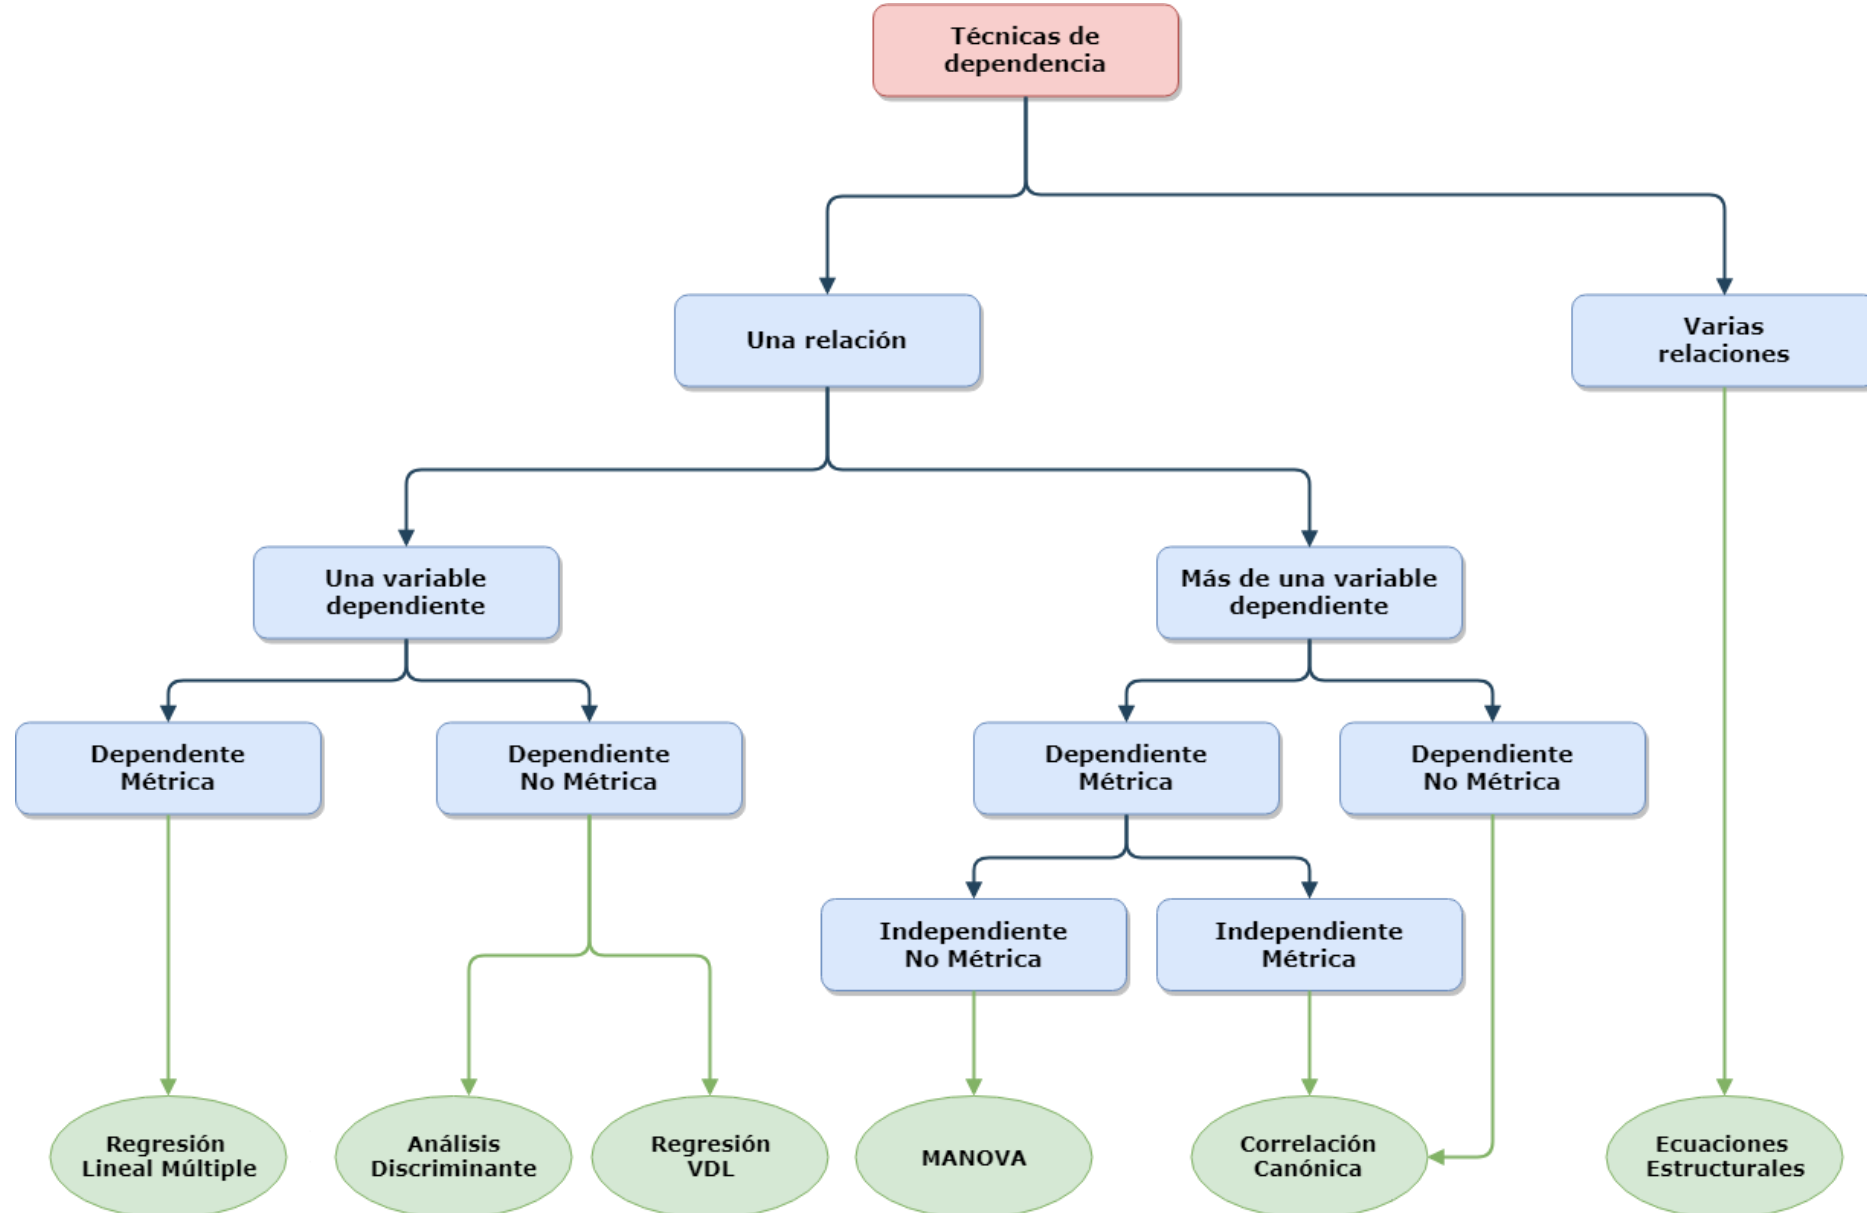 Técnicas de
dependencia
Una relación
Varias
relaciones
Una variable
dependiente
Más de una variable
dependiente
Dependente
Métrica
Dependiente
No Métrica
Dependiente
Métrica
Dependiente
No Métrica
Independiente
No Métrica
Independiente
Métrica
Regresión
Lineal Múltiple
Análisis
Discriminante
Regresión
VDL
MANOVA
Correlación
Canónica
Ecuaciones
Estructurales